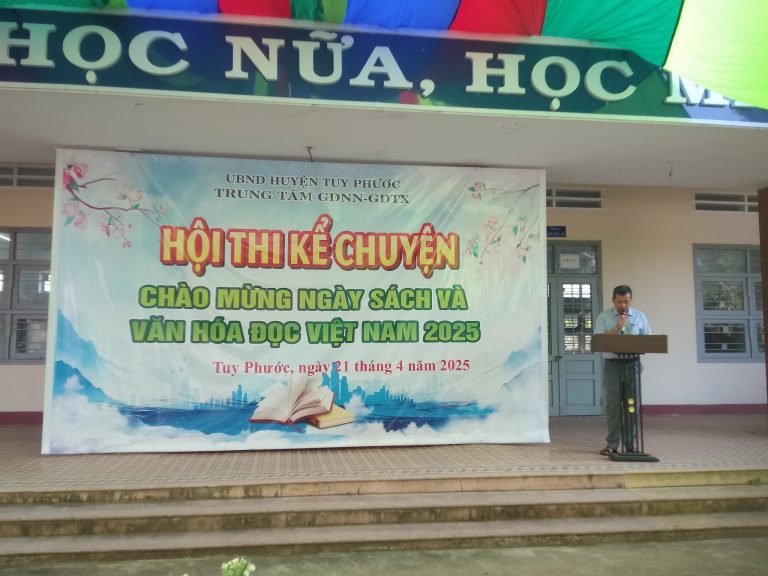 HỌC NỮA, HỌC M
UBND HUYỆN TUY PHƯỚC
TRUNG TÂM GDNN-GDTX
HỘI THI KỂ CHUYỆN
CHÀO MỪNG NGÀY SÁCH VÀ
VĂN HÓA ĐỌC VIỆT NAM 2025
Tuy Phước, ngày 21 tháng 4 năm 2025